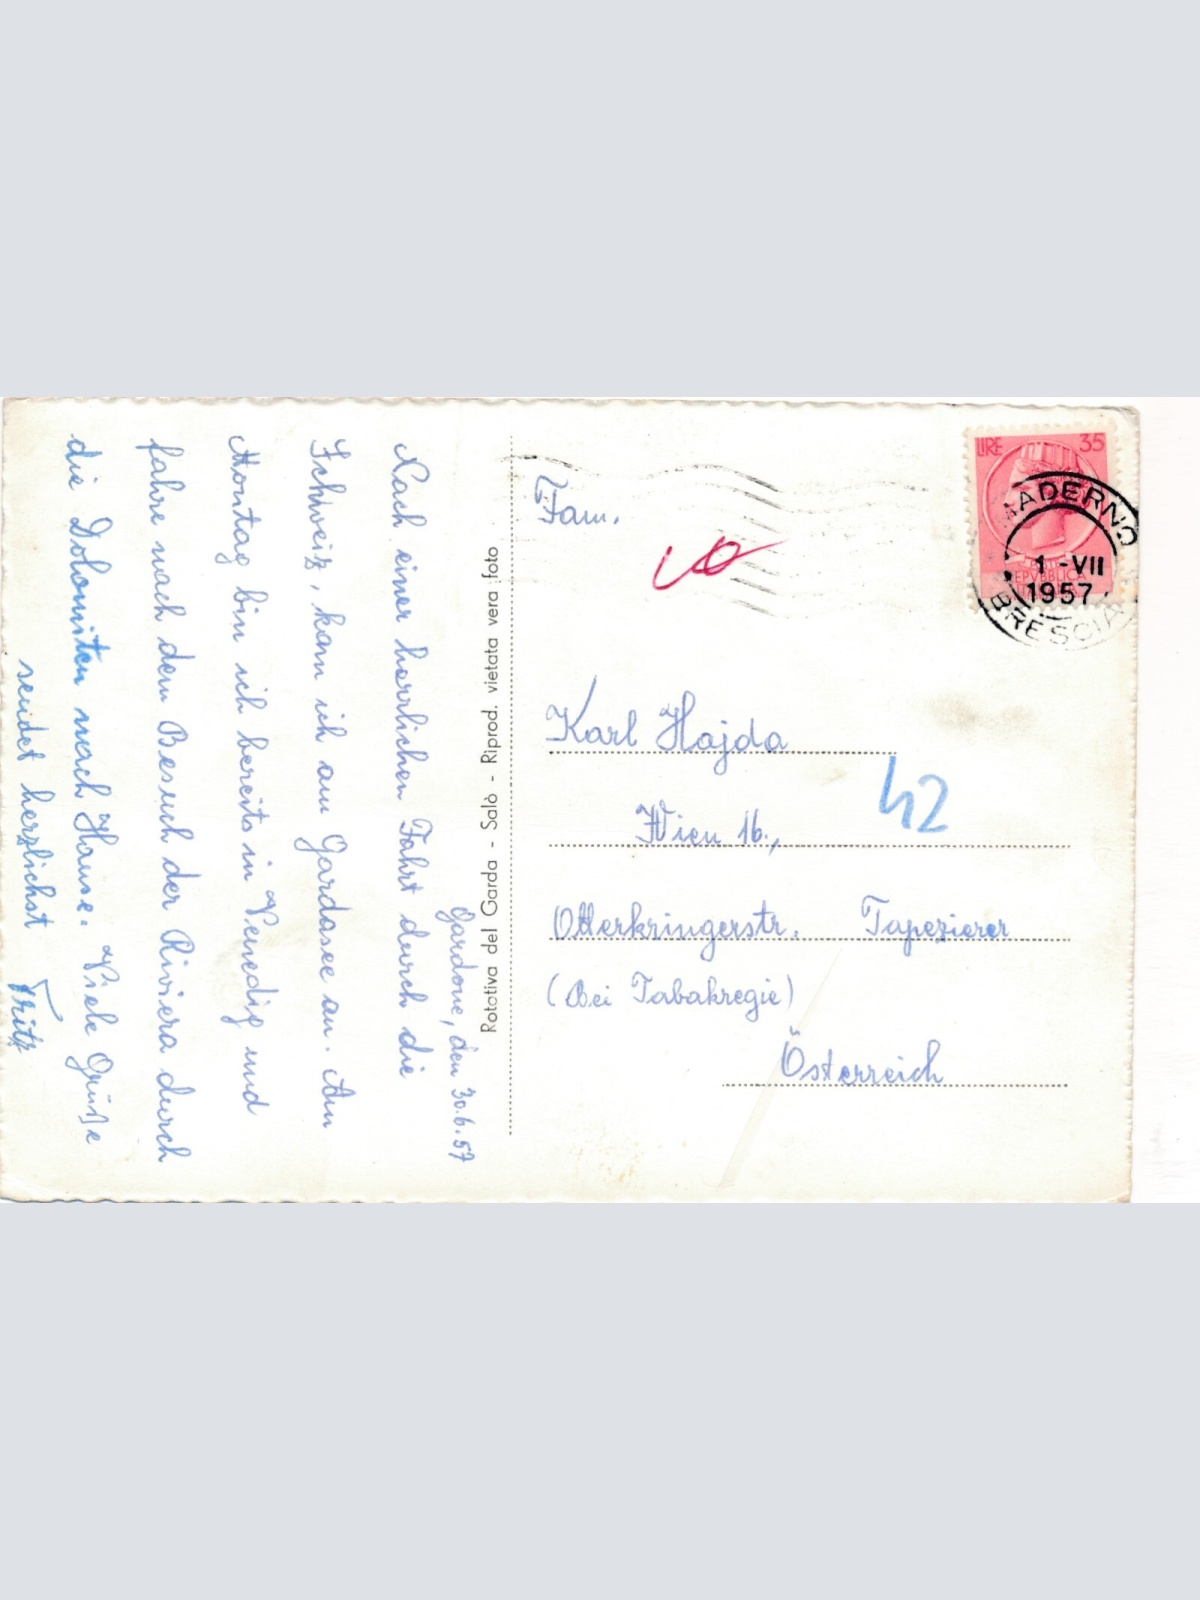 Gardone, den 30.6.57
Nach einer herrlichen Fahrt durch die
Schweiz, kam ich am Gardasee an. Am
Montag bin ich bereits in Venedig und
fahre nach dem Besuch der Riviera durch
die Dolomiten nach Hause. Viele Grüße
sendet herzlichst Fritz
Rotativa del Garda - Salò - Riprod. vietata vera foto
LIRE 35
MADERNO
1 -VII
1957
BRESCIA
Fam.
Karl Hajda
42
Wien 16.,
Otterkringerstr. Tapezierer
(Bei Tabakregie)
Österreich